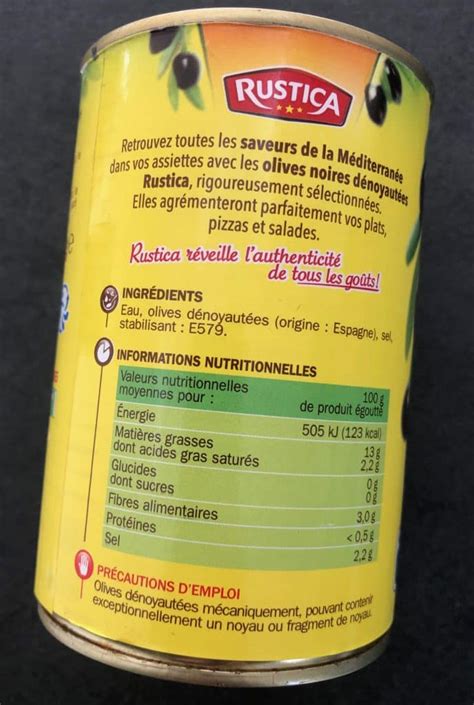 RUSTICA
Retrouvez toutes les saveurs de la Méditerranée
dans vos assiettes avec les olives noires dénoyautées
Rustica, rigoureusement sélectionnées.
Elles agrémenteront parfaitement vos plats,
pizzas et salades.
Rustica réveille l'authenticité
de tous les goûts!
INGRÉDIENTS
Eau, olives dénoyautées (origine : Espagne), sel,
stabilisant : E579.
INFORMATIONS NUTRITIONNELLES
Valeurs nutritionnelles
moyennes pour :
100 g
de produit égoutté
Énergie 505 kJ (123 kcal)
Matières grasses 13 g
dont acides gras saturés 2,2 g
Glucides 0 g
dont sucres 0 g
Fibres alimentaires 3,0 g
Protéines < 0,5 g
Sel 2,2 g
PRÉCAUTIONS D'EMPLOI
Olives dénoyautées mécaniquement, pouvant contenir
exceptionnellement un noyau ou fragment de noyau.